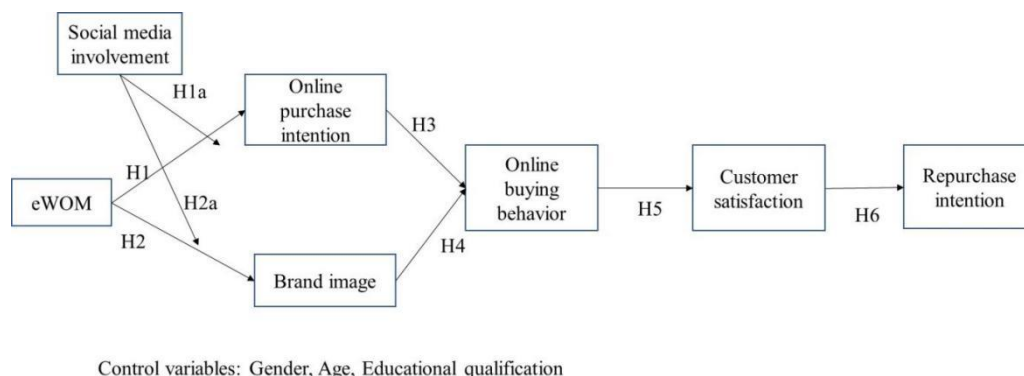 Social media
involvement
H1a
Online
purchase
intention
H3
H1
Online
buying
behavior
Customer
satisfaction
Repurchase
intention
eWOM
H2a
H5
H6
H2
H4
Brand image
Control variables: Gender, Age, Educational qualification